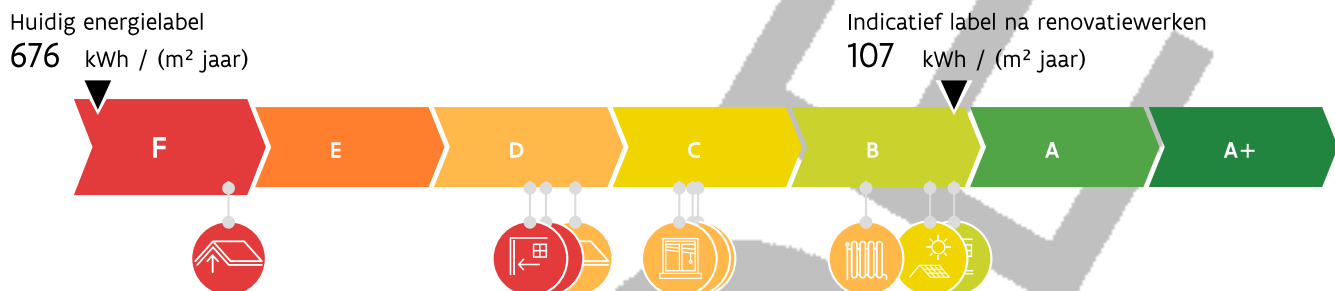 Huidig energielabel
676 kWh / (m² jaar)
Indicatief label na renovatiewerken
107 kWh / (m² jaar)
F E D C B A A+